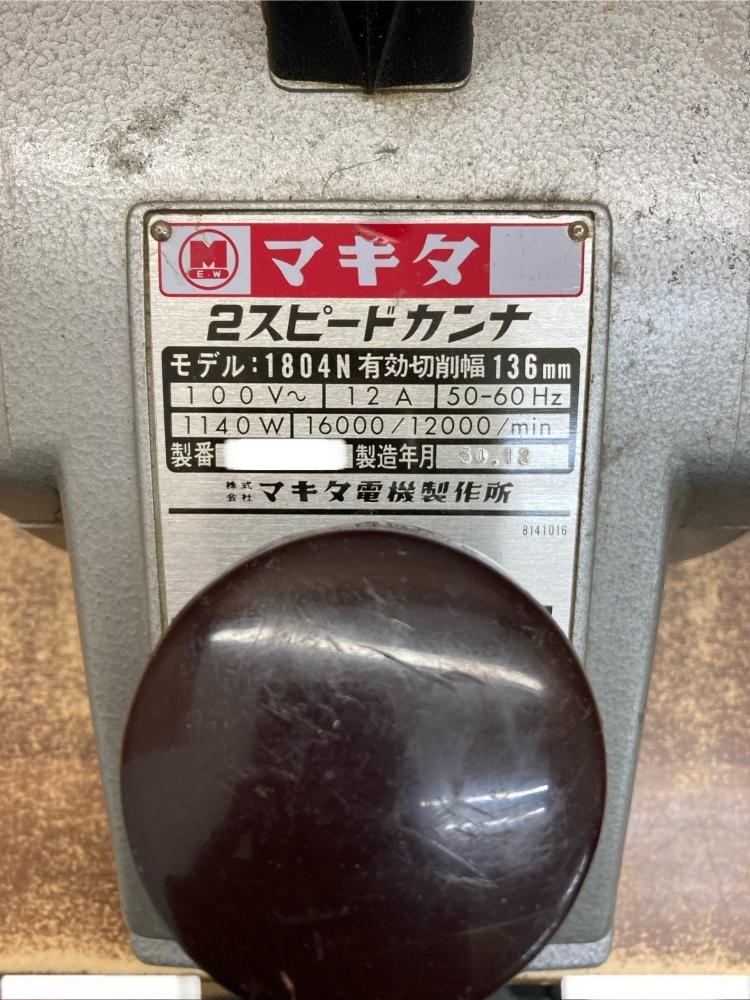 M
E.W
マキタ
2スピードカンナ
モデル:1804N 有効切削幅 136mm
100V~ 12A 50-60Hz
1140W 16000/12000/min
製番 製造年月
株式会社 マキタ電機製作所
8141016